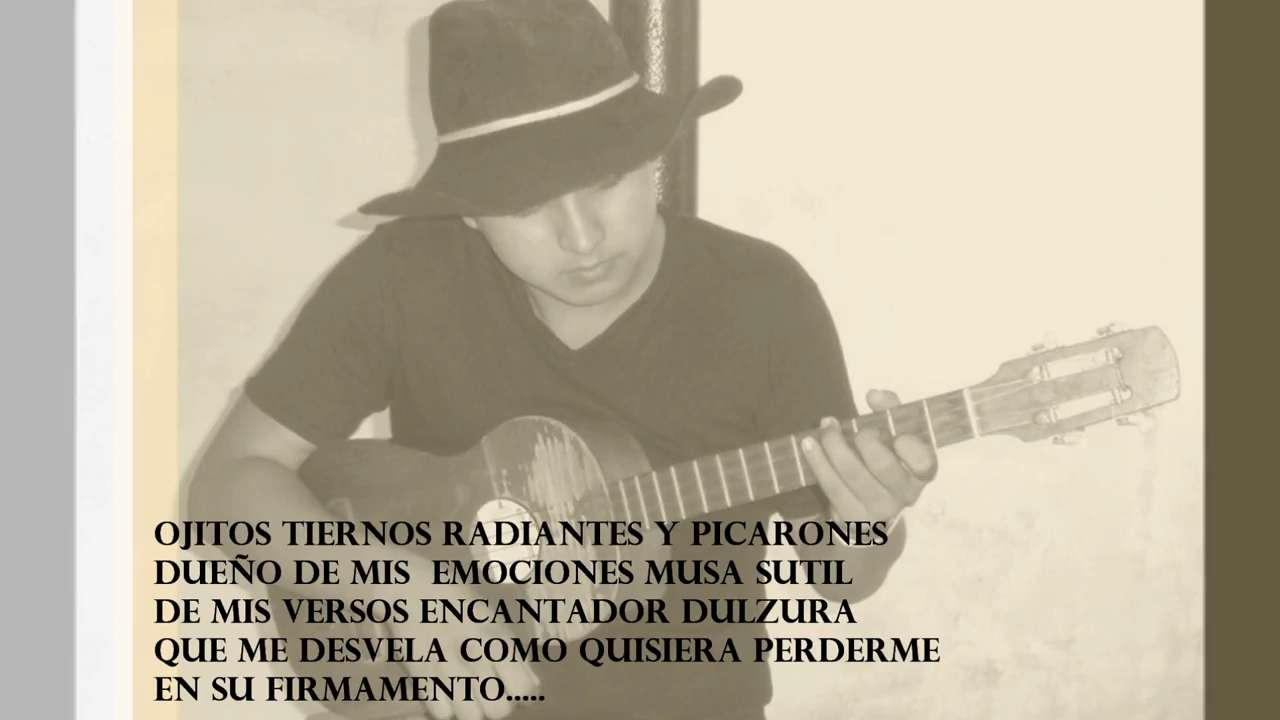 OJITOS TIERNOS RADIANTES Y PICARONES
DUEÑO DE MIS EMOCIONES MUSA SUTIL
DE MIS VERSOS ENCANTADOR DULZURA
QUE ME DESVELA COMO QUISIERA PERDERME
EN SU FIRMAMENTO.....